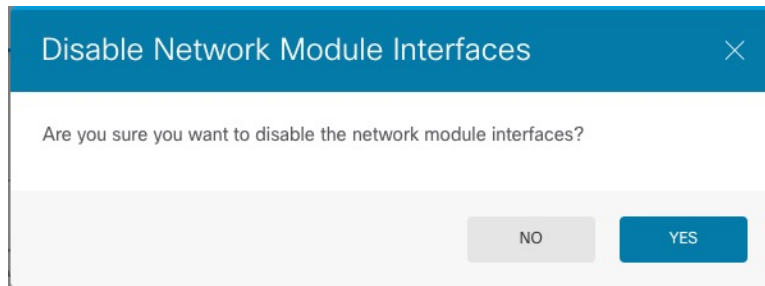 Disable Network Module Interfaces
Are you sure you want to disable the network module interfaces?
NO YES